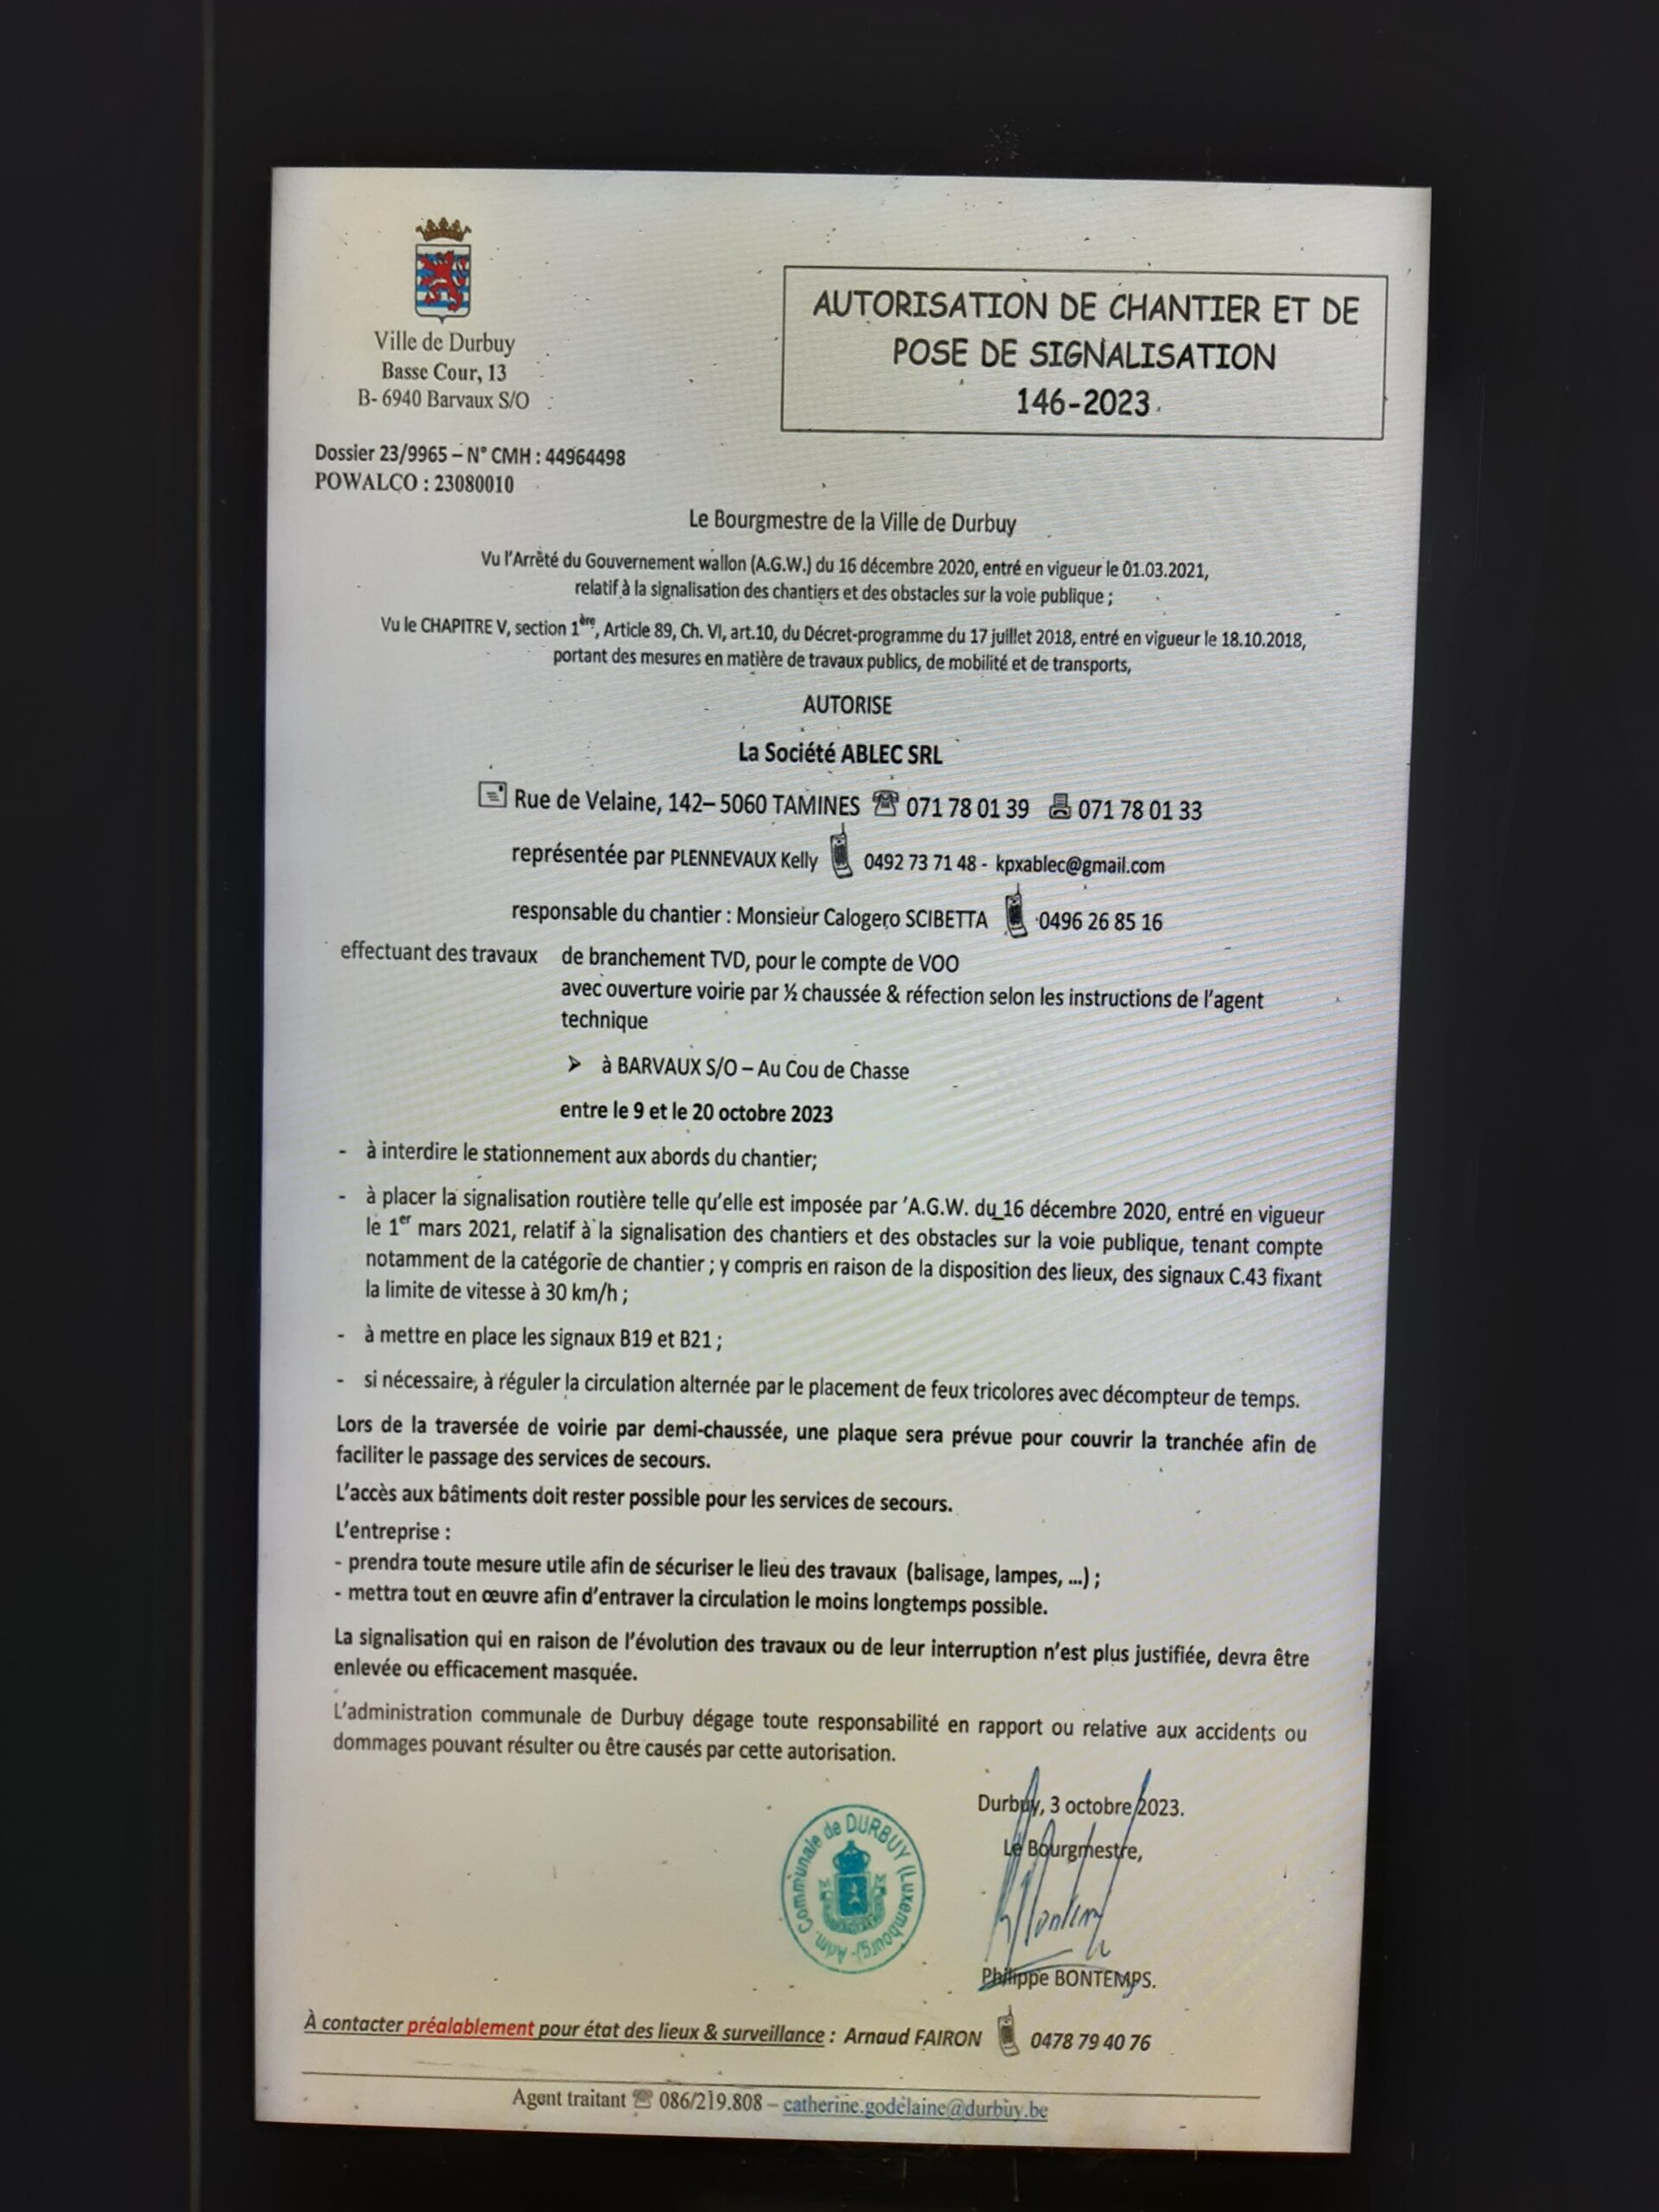 Ville de Durbuy
Basse Cour, 13
B- 6940 Barvaux S/O
AUTORISATION DE CHANTIER ET DE
POSE DE SIGNALISATION
146-2023
Dossier 23/9965 – N° CMH : 44964498
POWALCO : 23080010
Le Bourgmestre de la Ville de Durbuy
Vu l'Arrêté du Gouvernement wallon (A.G.W.) du 16 décembre 2020, entré en vigueur le 01.03.2021,
relatif à la signalisation des chantiers et des obstacles sur la voie publique ;
Vu le CHAPITRE V, section 1ère, Article 89, Ch. VI, art.10, du Décret-programme du 17 juillet 2018, entré en vigueur le 18.10.2018,
portant des mesures en matière de travaux publics, de mobilité et de transports,
AUTORISE
La Société ABLEC SRL
Rue de Velaine, 142– 5060 TAMINES 071 78 01 39 071 78 01 33
représentée par PLENNEVAUX Kelly 0492 73 71 48 - kpxablec@gmail.com
responsable du chantier : Monsieur Calogero SCIBETTA 0496 26 85 16
effectuant des travaux de branchement TVD, pour le compte de VOO
avec ouverture voirie par ½ chaussée & réfection selon les instructions de l'agent
technique
➢ à BARVAUX S/O – Au Cou de Chasse
entre le 9 et le 20 octobre 2023
- à interdire le stationnement aux abords du chantier;
- à placer la signalisation routière telle qu'elle est imposée par 'A.G.W. du 16 décembre 2020, entré en vigueur
le 1er mars 2021, relatif à la signalisation des chantiers et des obstacles sur la voie publique, tenant compte
notamment de la catégorie de chantier ; y compris en raison de la disposition des lieux, des signaux C.43 fixant
la limite de vitesse à 30 km/h ;
- à mettre en place les signaux B19 et B21 ;
- si nécessaire, à réguler la circulation alternée par le placement de feux tricolores avec décompteur de temps.
Lors de la traversée de voirie par demi-chaussée, une plaque sera prévue pour couvrir la tranchée afin de
faciliter le passage des services de secours.
L'accès aux bâtiments doit rester possible pour les services de secours.
L'entreprise :
- prendra toute mesure utile afin de sécuriser le lieu des travaux (balisage, lampes, ...) ;
- mettra tout en œuvre afin d'entraver la circulation le moins longtemps possible.
La signalisation qui en raison de l'évolution des travaux ou de leur interruption n'est plus justifiée, devra être
enlevée ou efficacement masquée.
L'administration communale de Durbuy dégage toute responsabilité en rapport ou relative aux accidents ou
dommages pouvant résulter ou être causés par cette autorisation.
Durbuy, 3 octobre 2023.
Le Bourgmestre,
Adm. Communale de DURBUY (Luxembourg)
Philippe BONTEMPS.
À contacter préalablement pour état des lieux & surveillance : Arnaud FAIRON 0478 79 40 76
Agent traitant 086/219.808 – catherine.godelaine@durbuy.be